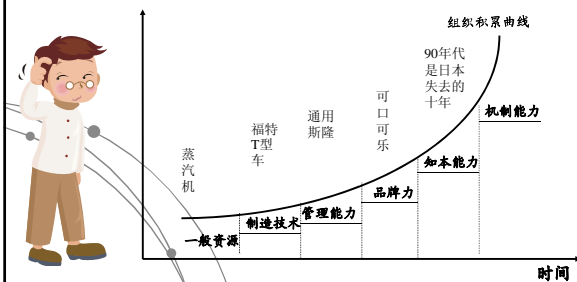 组织积累曲线
90年代
是日本
失去的
十年
可
口
可
乐
通用
斯隆
福特
T型
车
蒸
汽
机
机制能力
知本能力
品牌力
管理能力
制造技术
一般资源
时间